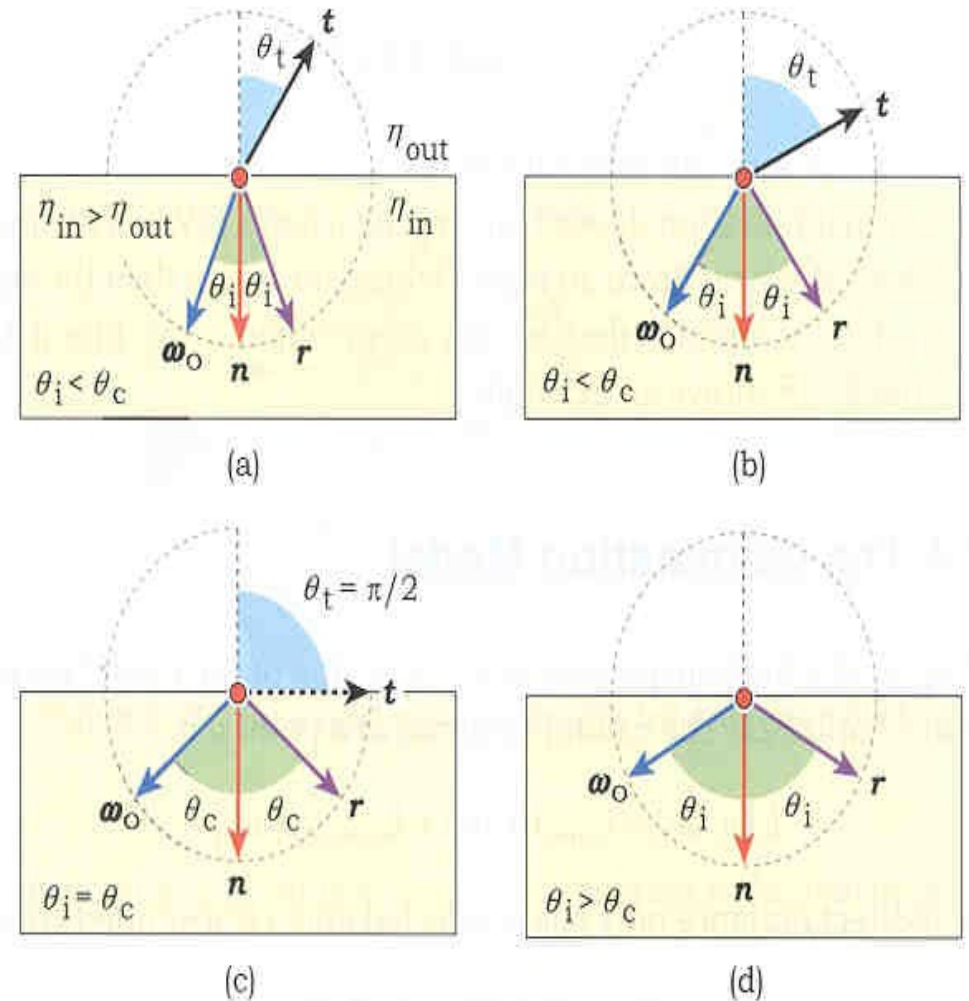 θt t
ηout
ηin > ηout ηin
θi θi
ωo n r
θi < θc
(a)
θt t
θi θi
ωo n r
θi < θc
(b)
θt = π/2
t
ωo θc θc r
n
θi = θc
(c)
ωo θi θi r
n
θi > θc
(d)